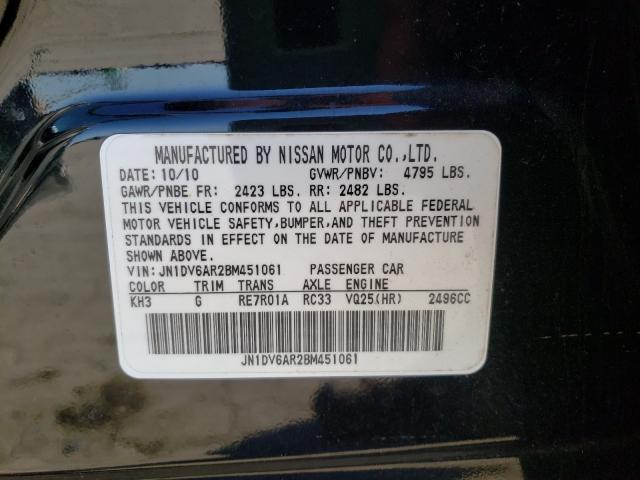 MANUFACTURED BY NISSAN MOTOR CO.,LTD.
DATE: 10/10 GVWR/PNBV: 4795 LBS.
GAWR/PNBE FR: 2423 LBS. RR: 2482 LBS.
THIS VEHICLE CONFORMS TO ALL APPLICABLE FEDERAL
MOTOR VEHICLE SAFETY,BUMPER,AND THEFT PREVENTION
STANDARDS IN EFFECT ON THE DATE OF MANUFACTURE
SHOWN ABOVE.
VIN: JN1DV6AR2BM451061 PASSENGER CAR
COLOR TRIM TRANS AXLE ENGINE
KH3 G RE7R01A RC33 VQ25(HR) 2496CC
JN1DV6AR2BM451061